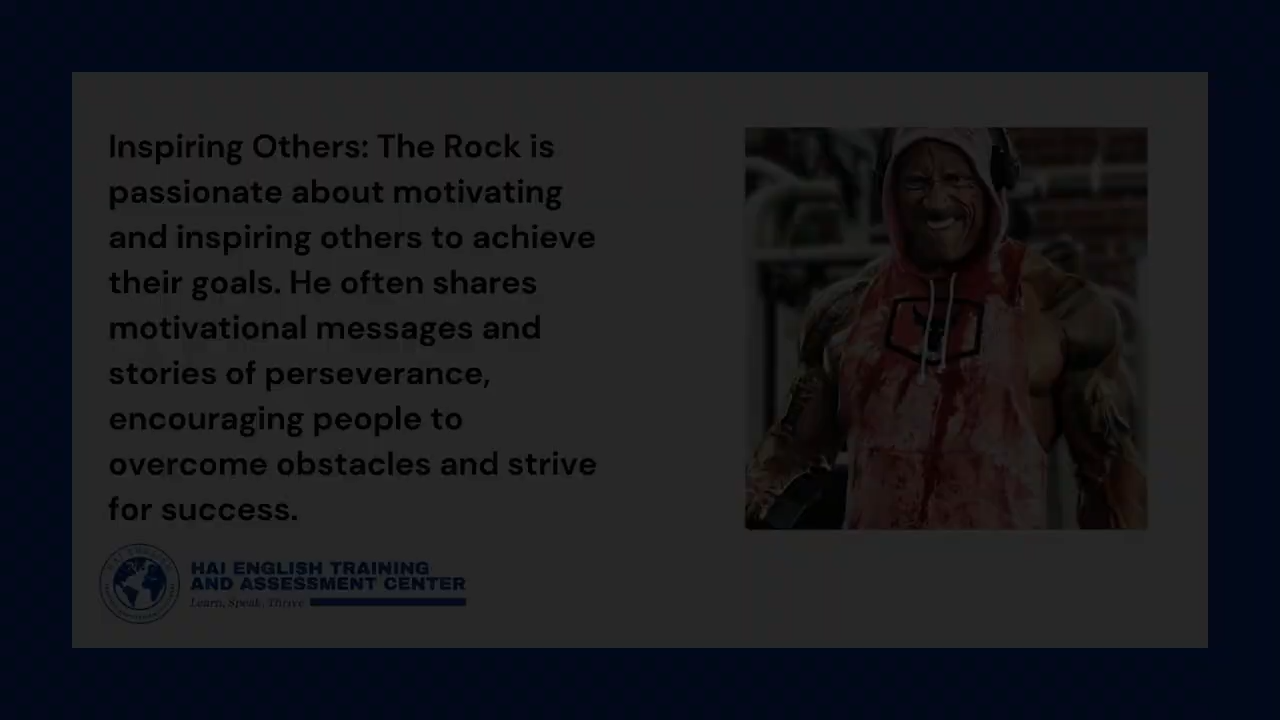 Inspiring Others: The Rock is
passionate about motivating
and inspiring others to achieve
their goals. He often shares
motivational messages and
stories of perseverance,
encouraging people to
overcome obstacles and strive
for success.
HAI ENGLISH TRAINING
AND ASSESSMENT CENTER
Learn, Speak, Thrive